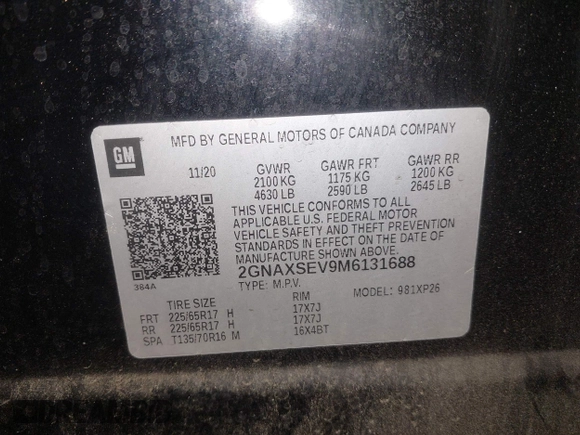 MFD BY GENERAL MOTORS OF CANADA COMPANY
GM
11/20 GVWR GAWR FRT GAWR RR
2100 KG 1175 KG 1200 KG
4630 LB 2590 LB 2645 LB
THIS VEHICLE CONFORMS TO ALL
APPLICABLE U.S. FEDERAL MOTOR
VEHICLE SAFETY AND THEFT PREVENTION
STANDARDS IN EFFECT ON THE DATE OF
MANUFACTURE SHOWN ABOVE.
2GNAXSEV9M6131688
384A
TYPE: M.P.V. MODEL: 981XP26
TIRE SIZE RIM
FRT 225/65R17 H 17X7J
RR 225/65R17 H 17X7J
SPA T135/70R16 M 16X4BT